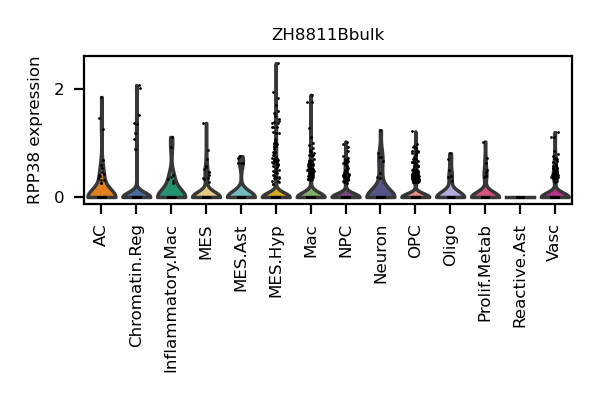 ZH8811Bbulk
RPP38 expression
2
0
AC
Chromatin.Reg
Inflammatory.Mac
MES
MES.Ast
MES.Hyp
Mac
NPC
Neuron
OPC
Oligo
Prolif.Metab
Reactive.Ast
Vasc